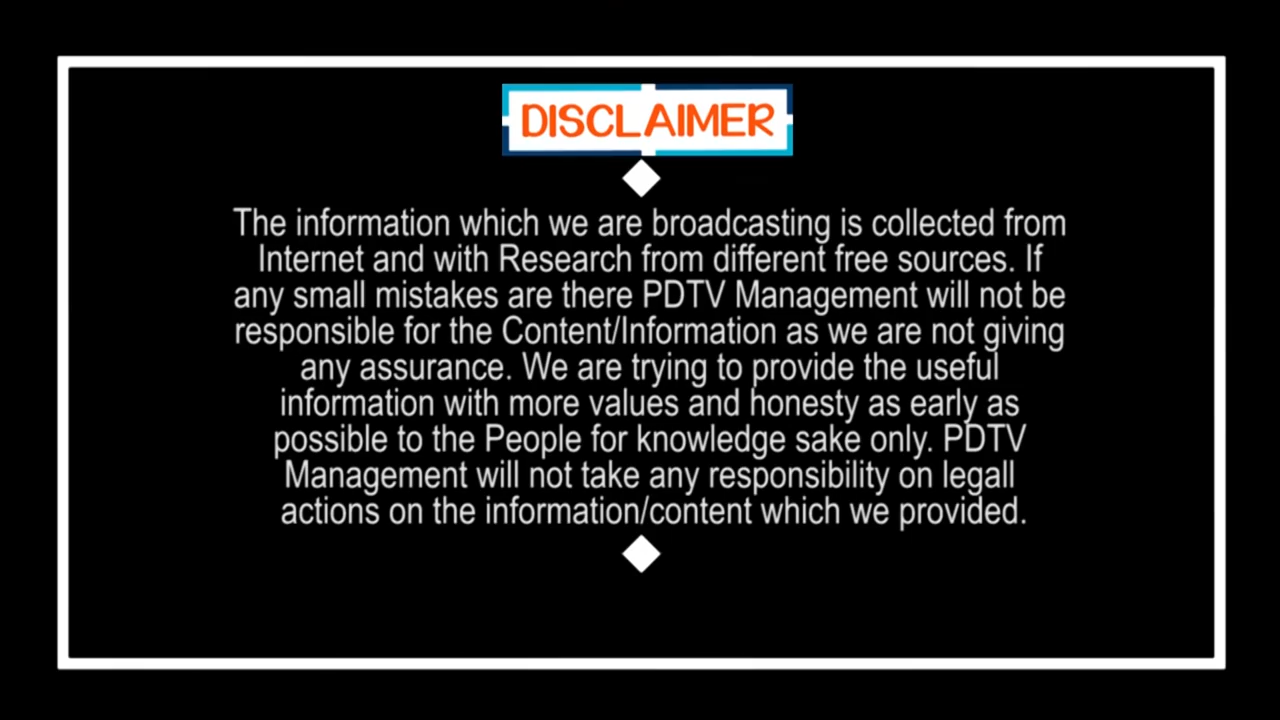 DISCLAIMER
The information which we are broadcasting is collected from
Internet and with Research from different free sources. If
any small mistakes are there PDTV Management will not be
responsible for the Content/Information as we are not giving
any assurance. We are trying to provide the useful
information with more values and honesty as early as
possible to the People for knowledge sake only. PDTV
Management will not take any responsibility on legall
actions on the information/content which we provided.